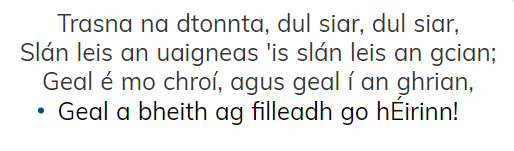 Trasna na dtonnta, dul siar, dul siar,
Slán leis an uaigneas 'is slán leis an gcian;
Geal é mo chroí, agus geal í an ghrian,
• Geal a bheith ag filleadh go hÉirinn!